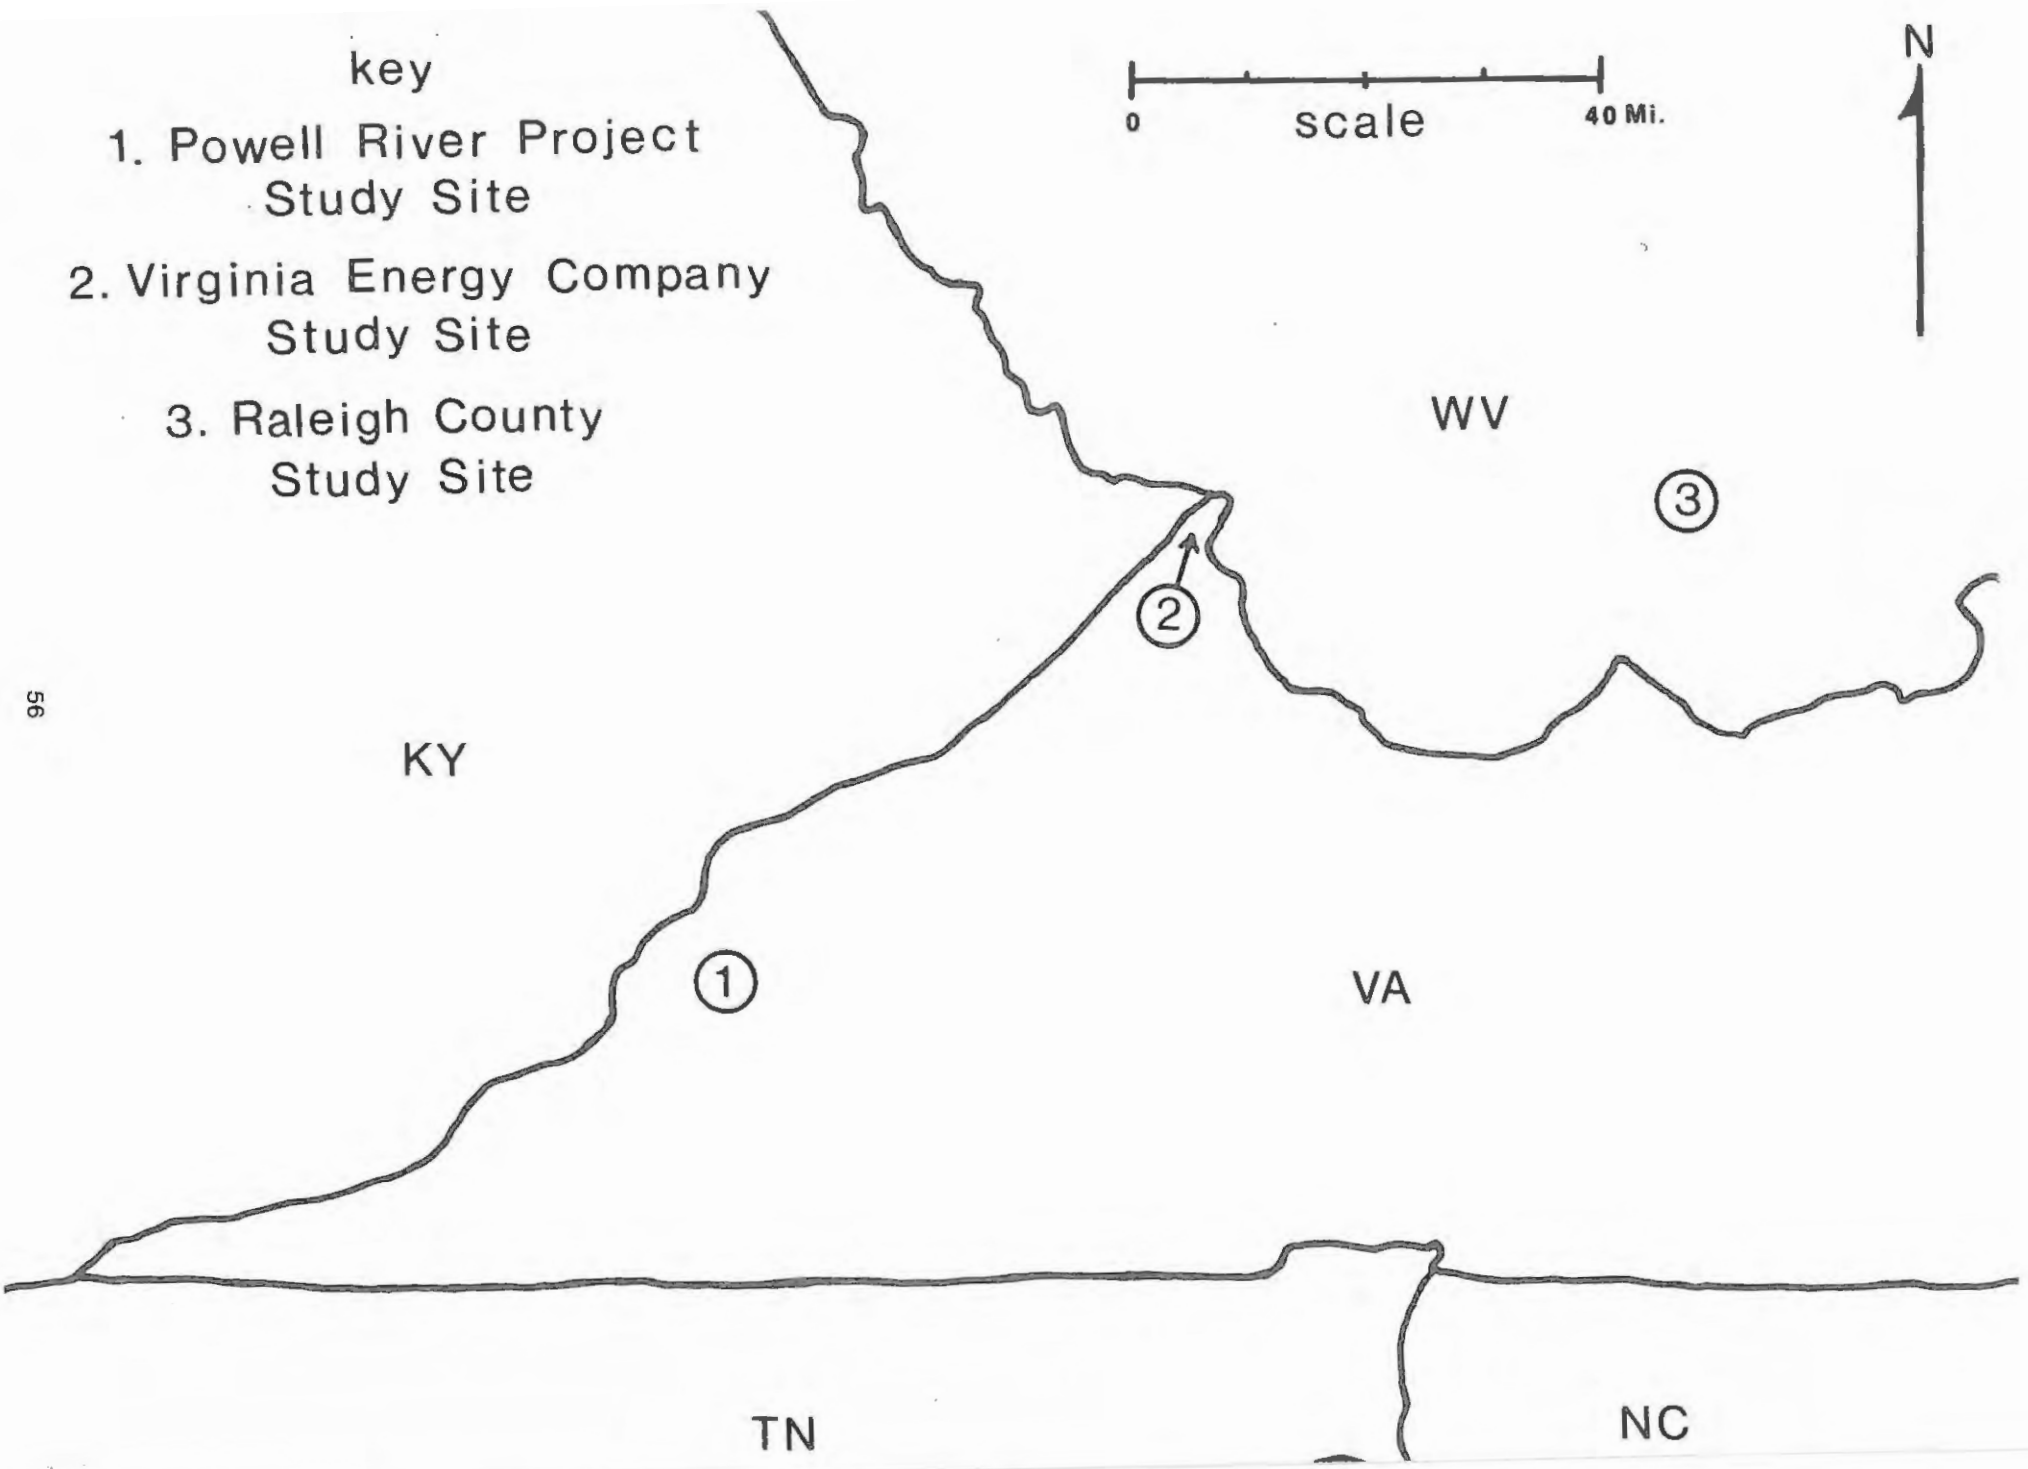 key
1. Powell River Project
Study Site
2. Virginia Energy Company
Study Site
3. Raleigh County
Study Site
N
0 scale 40 Mi.
WV
3
2
KY
1
VA
TN
NC
56